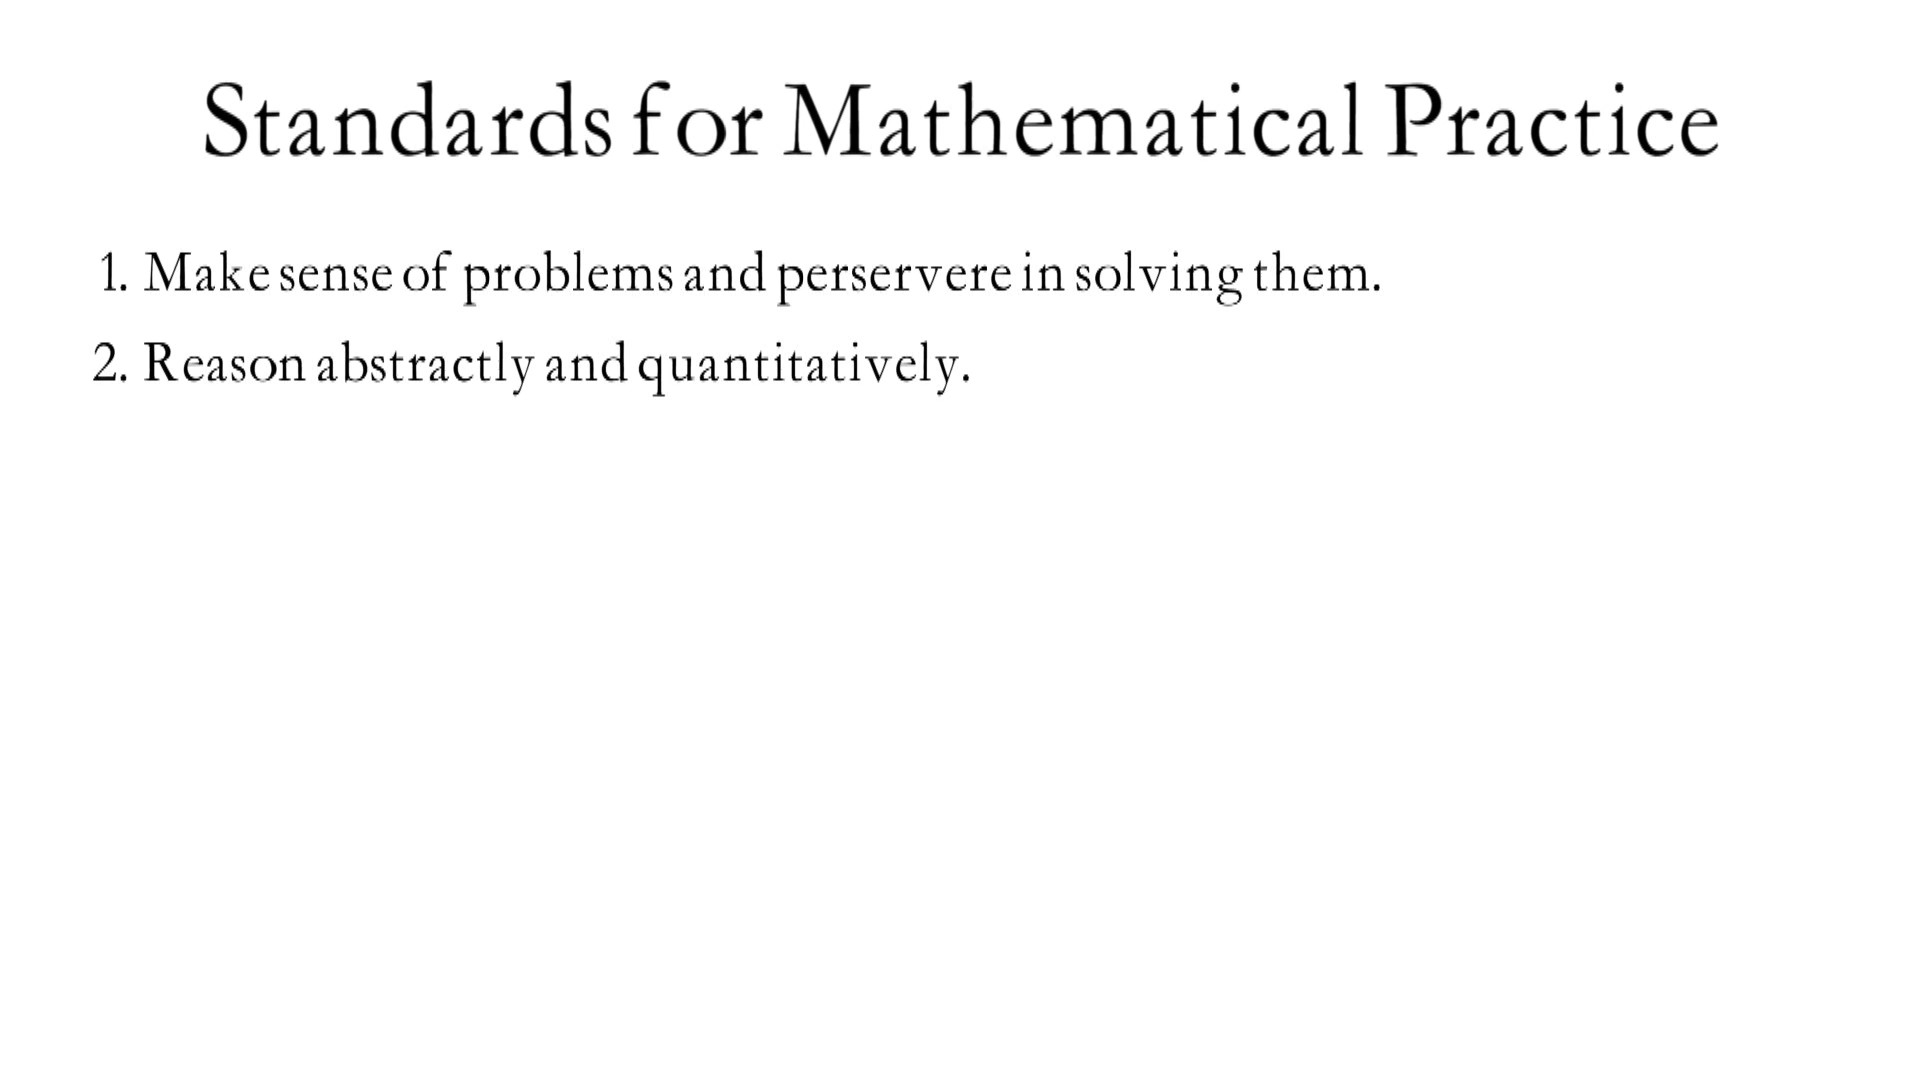 Standards for Mathematical Practice
1. Make sense of problems and perservere in solving them.
2. Reason abstractly and quantitatively.